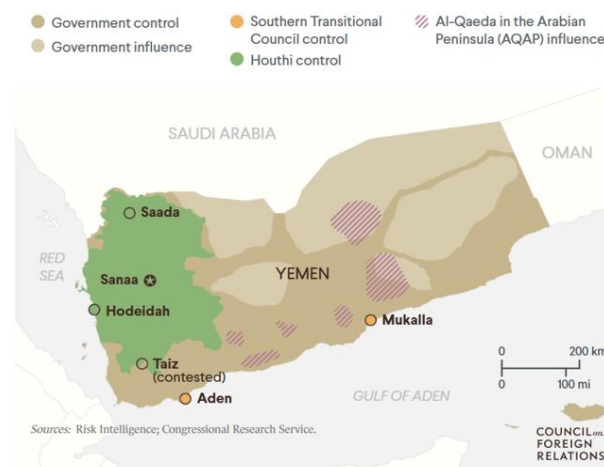 Government control
Government influence
Southern Transitional
Council control
Houthi control
Al-Qaeda in the Arabian
Peninsula (AQAP) influence
SAUDI ARABIA
OMAN
Saada
RED
SEA
Sanaa
YEMEN
Hodeidah
Mukalla
Taiz
(contested)
Aden
GULF OF ADEN
0 200 km
0 100 mi
Sources: Risk Intelligence; Congressional Research Service.
COUNCIL on
FOREIGN
RELATIONS